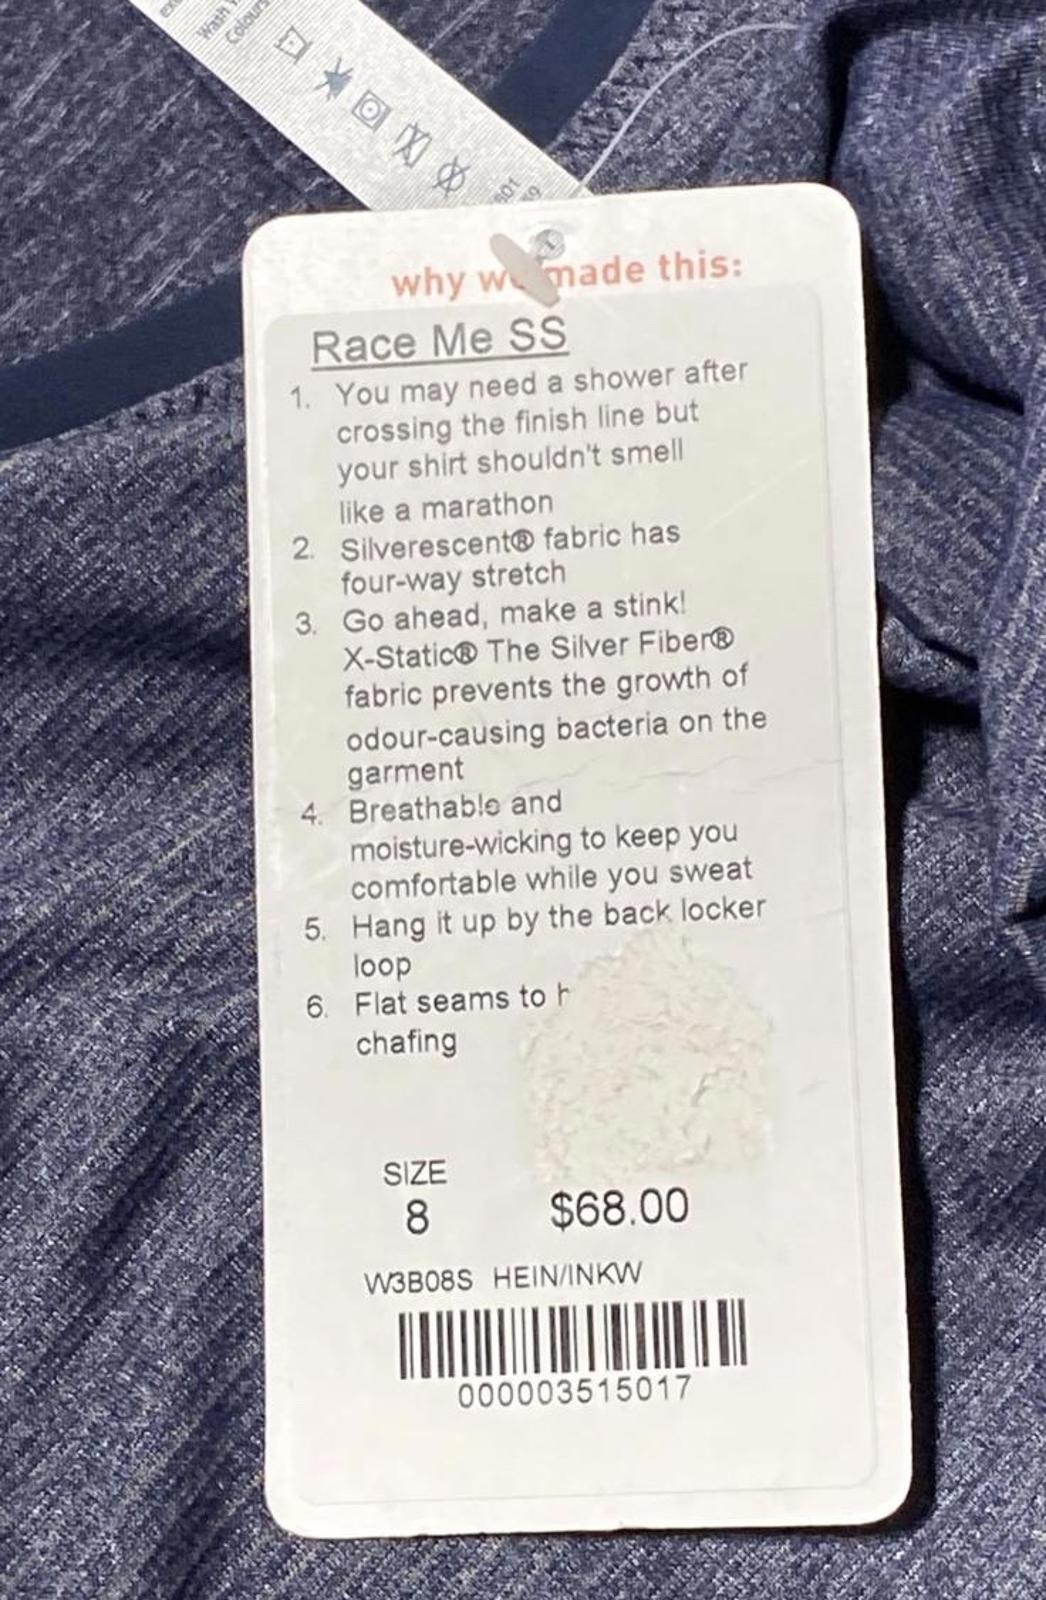 Wash
Colours
why we made this:
Race Me SS
1. You may need a shower after
crossing the finish line but
your shirt shouldn't smell
like a marathon
2. Silverescent® fabric has
four-way stretch
3. Go ahead, make a stink!
X-Static® The Silver Fiber®
fabric prevents the growth of
odour-causing bacteria on the
garment
4. Breathable and
moisture-wicking to keep you
comfortable while you sweat
5. Hang it up by the back locker
loop
6. Flat seams to
chafing
SIZE
8 $68.00
W3B08S HEIN/INKW
000003515017